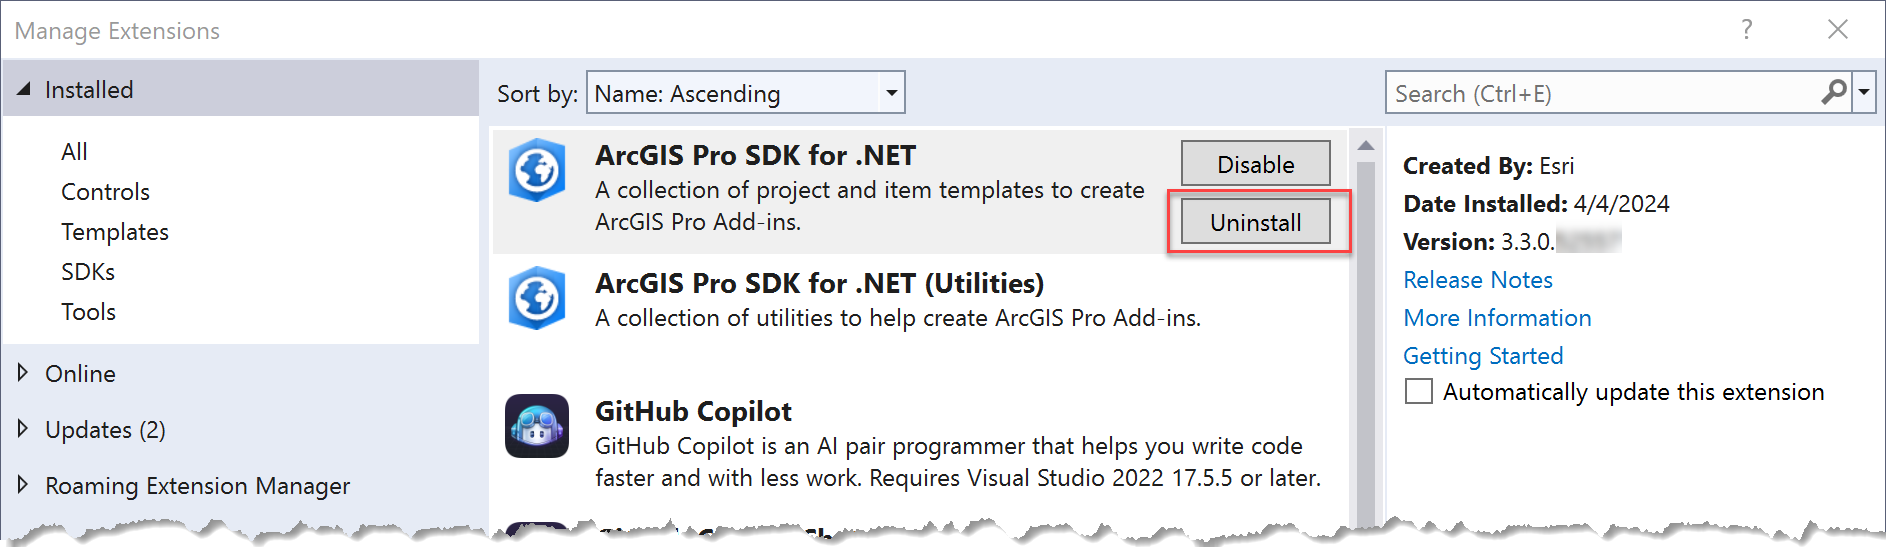 Manage Extensions
?
Installed
All
Controls
Templates
SDKs
Tools
Online
Updates (2)
Roaming Extension Manager
Sort by: Name: Ascending
ArcGIS Pro SDK for .NET
A collection of project and item templates to create
ArcGIS Pro Add-ins.
Disable
Uninstall
ArcGIS Pro SDK for .NET (Utilities)
A collection of utilities to help create ArcGIS Pro Add-ins.
GitHub Copilot
GitHub Copilot is an AI pair programmer that helps you write code
faster and with less work. Requires Visual Studio 2022 17.5.5 or later.
Search (Ctrl+E)
Created By: Esri
Date Installed: 4/4/2024
Version: 3.3.0.
Release Notes
More Information
Getting Started
Automatically update this extension